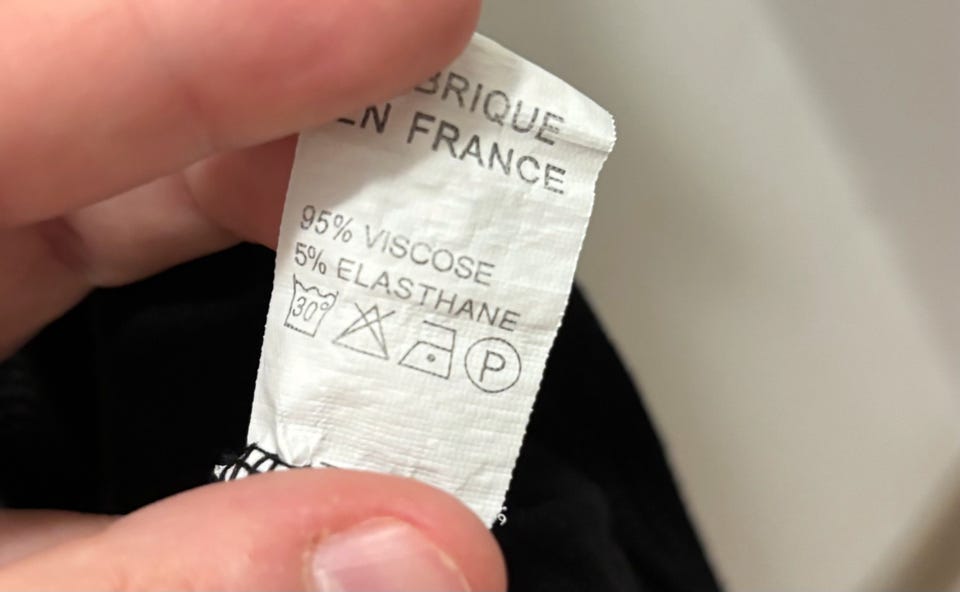 BRIQUE
EN FRANCE
95% VISCOSE
5% ELASTHANE
30° P